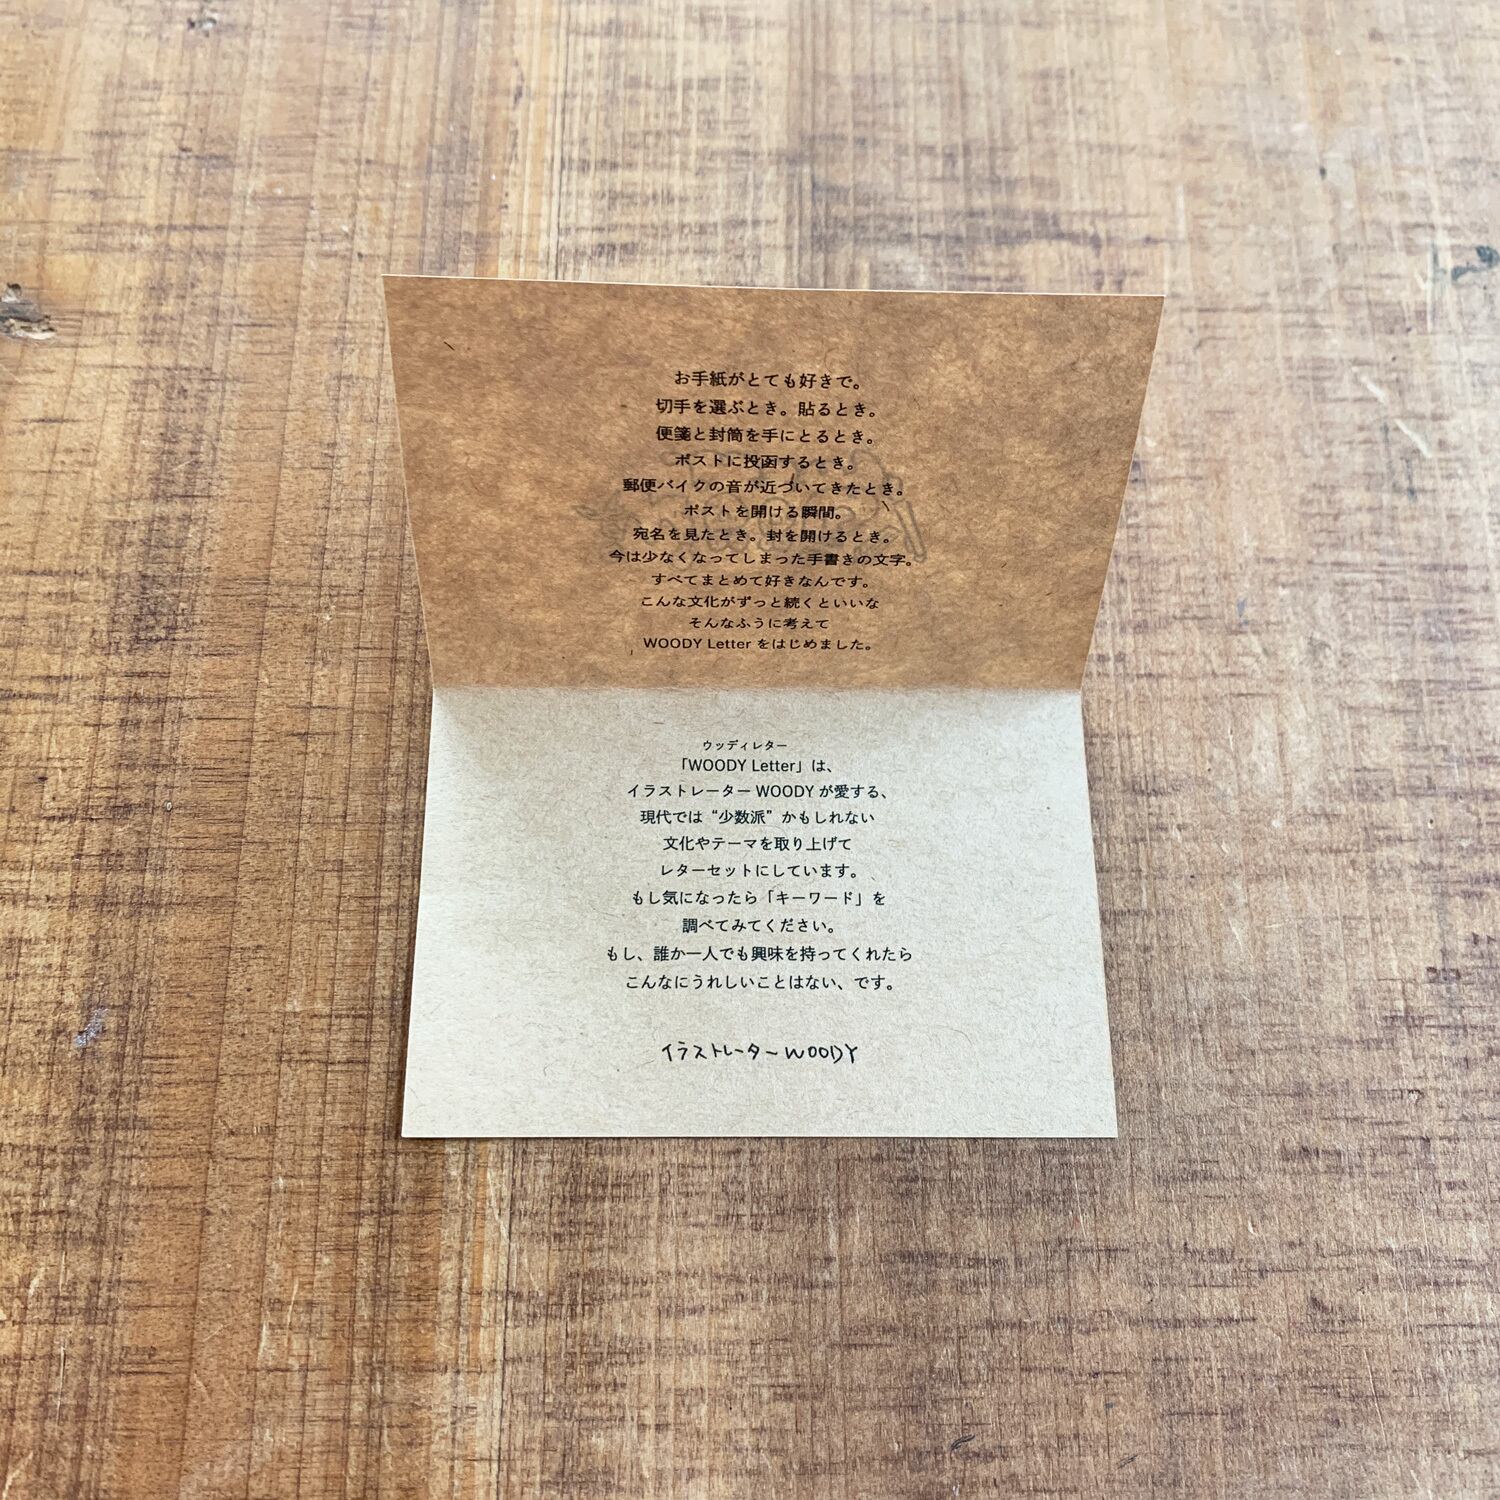 お手紙がとても好きで。
切手を選ぶとき。貼るとき。
便箋と封筒を手にとるとき。
ポストに投函するとき。
郵便バイクの音が近づいてきたとき。
ポストを開ける瞬間。
宛名を見たとき。封を開けるとき。
今は少なくなってしまった手書きの文字。
すべてまとめて好きなんです。
こんな文化がずっと続くといいな
そんなふうに考えて
WOODY Letter をはじめました。
ウッディレター
「WOODY Letter」は、
イラストレーター WOODY が愛する、
現代では“少数派”かもしれない
文化やテーマを取り上げて
レターセットにしています。
もし気になったら「キーワード」を
調べてみてください。
もし、誰か一人でも興味を持ってくれたら
こんなにうれしいことはない、です。
イラストレーターWOODY